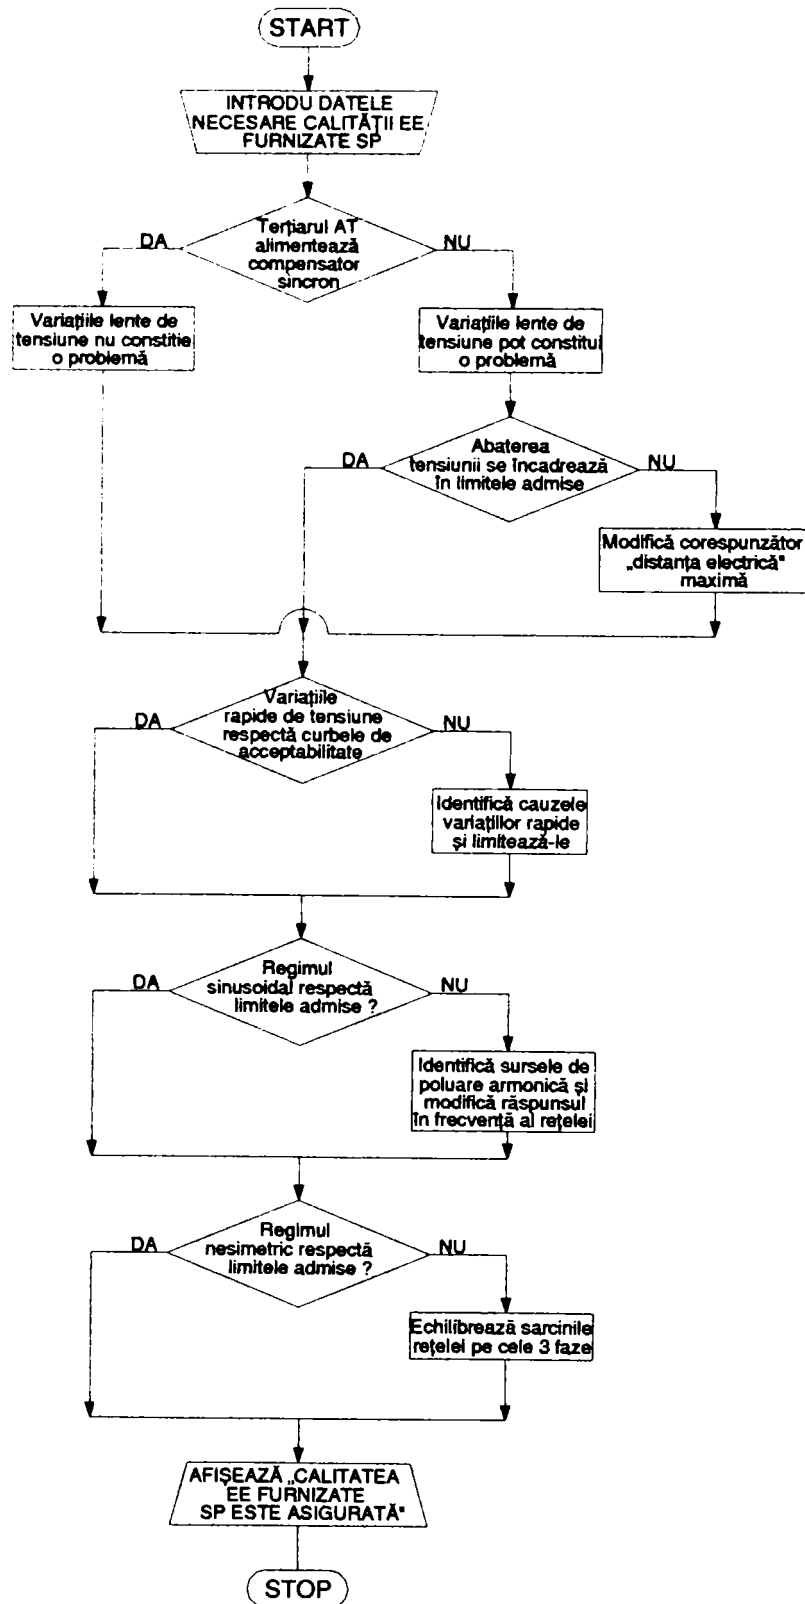 START
INTRODU DATELE
NECESARE CALITĂȚII EE
FURNIZATE SP
Terțiarul AT
alimentează
compensator
sincron
DA
NU
Variațiile lente de
tensiune nu constitie
o problemă
Variațiile lente de
tensiune pot constitui
o problemă
Abaterea
tensiunii se încadrează
în limitele admise
DA
NU
Modifică corespunzător
„distanța electrică"
maximă
Variațiile
rapide de tensiune
respectă curbele de
acceptabilitate
DA
NU
Identifică cauzele
variațiilor rapide
și limitează-le
Regimul
sinusoidal respectă
limitele admise ?
DA
NU
Identifică sursele de
poluare armonică și
modifică răspunsul
în frecvență al rețelei
Regimul
nesimetric respectă
limitele admise ?
DA
NU
Echilibrează sarcinile
rețelei pe cele 3 faze
AFIȘEAZĂ „CALITATEA
EE FURNIZATE
SP ESTE ASIGURATĂ"
STOP